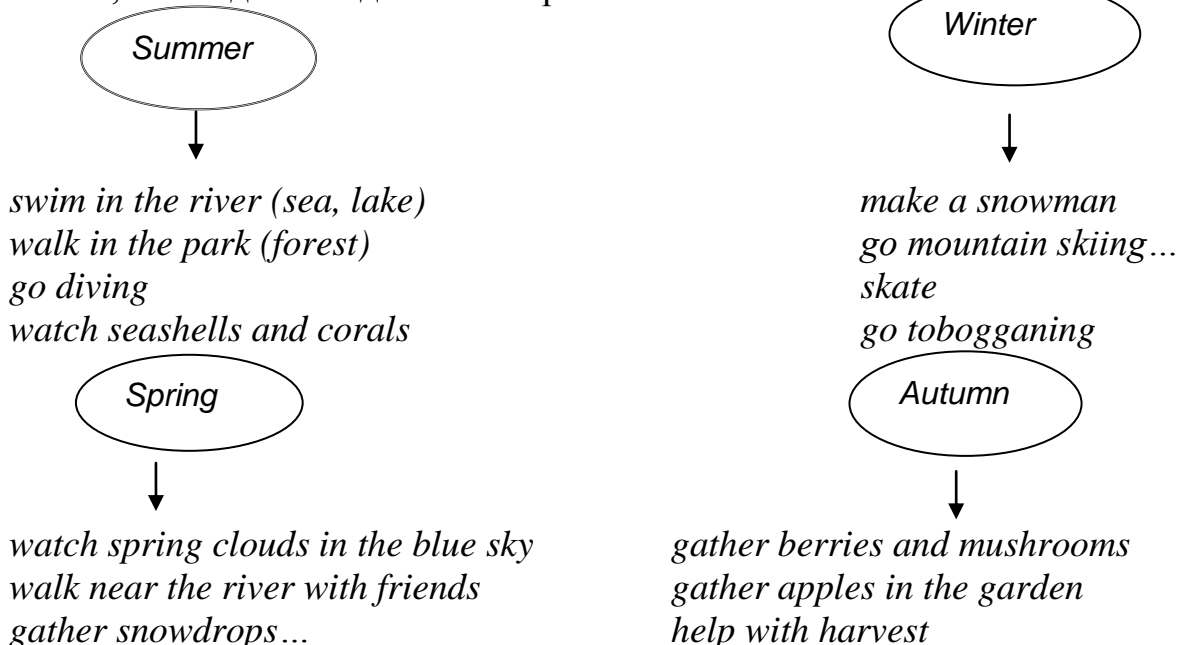 Summer
swim in the river (sea, lake)
walk in the park (forest)
go diving
watch seashells and corals
Winter
make a snowman
go mountain skiing…
skate
go tobogganing
Spring
watch spring clouds in the blue sky
walk near the river with friends
gather snowdrops…
Autumn
gather berries and mushrooms
gather apples in the garden
help with harvest